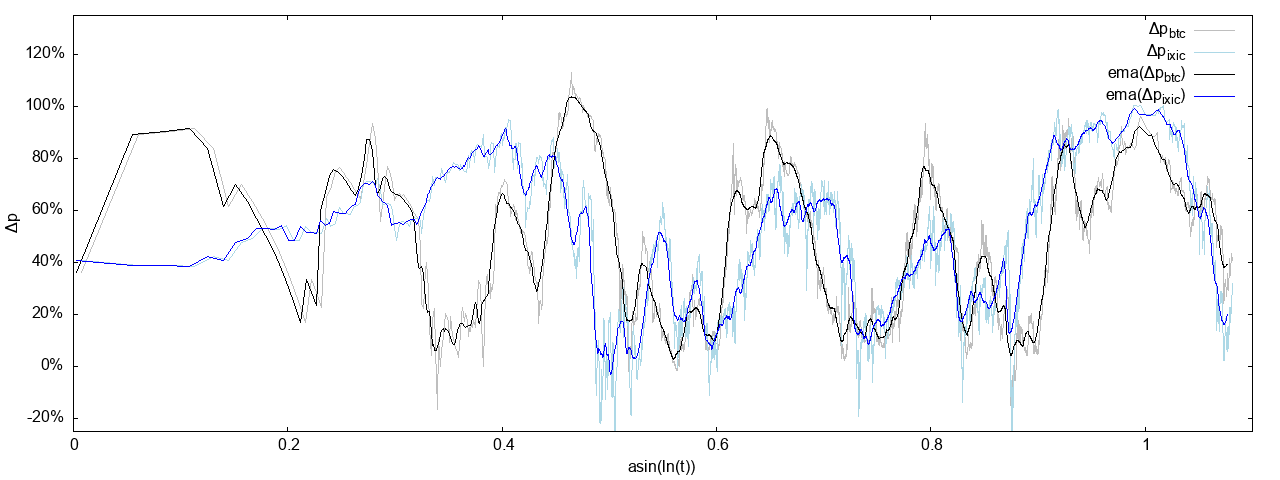 Δp_btc
Δp_ixic
ema(Δp_btc)
ema(Δp_ixic)
120%
100%
80%
60%
40%
20%
0%
-20%
Δp
0 0.2 0.4 0.6 0.8 1
asin(ln(t))